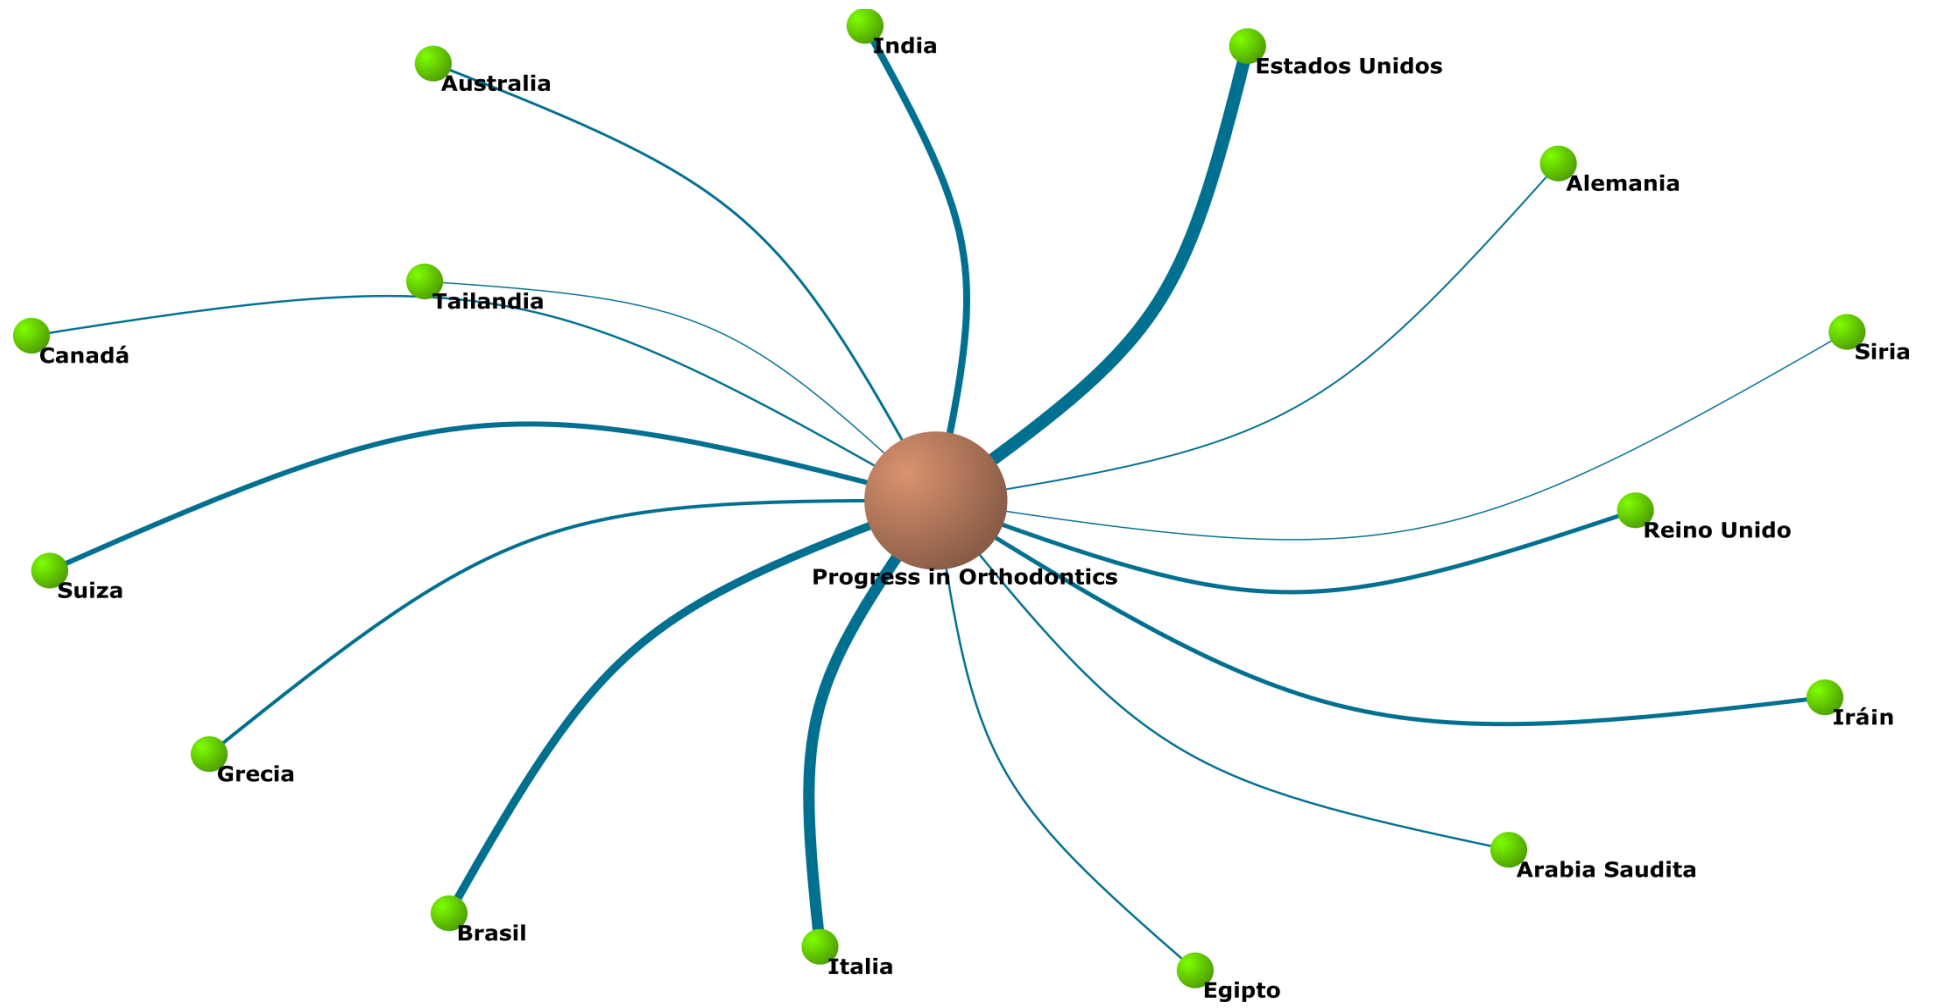 India
Estados Unidos
Australia
Alemania
Tailandia
Canadá
Siria
Reino Unido
Progress in Orthodontics
Suiza
Iráin
Grecia
Arabia Saudita
Brasil
Italia
Egipto